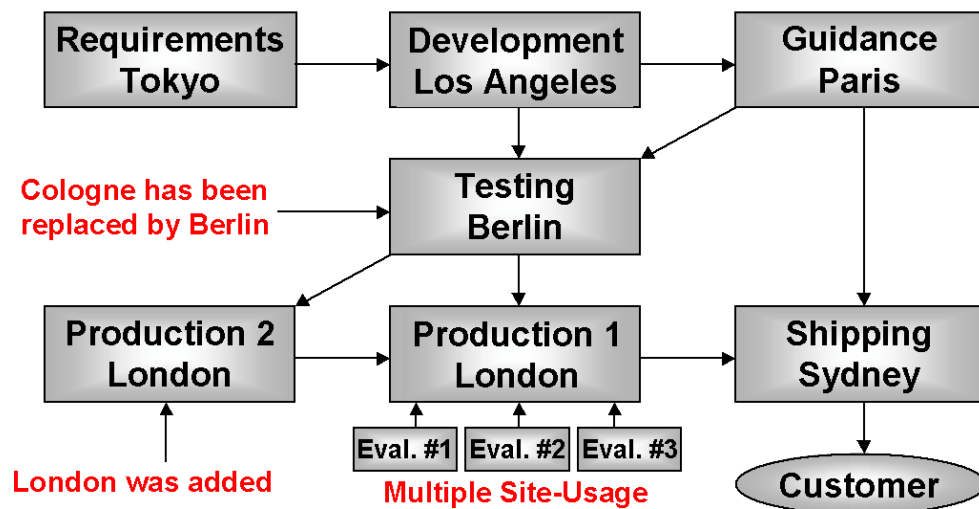 Requirements
Tokyo
Development
Los Angeles
Guidance
Paris
Cologne has been
replaced by Berlin
Testing
Berlin
Production 2
London
Production 1
London
Shipping
Sydney
London was added
Eval. #1
Eval. #2
Eval. #3
Multiple Site-Usage
Customer